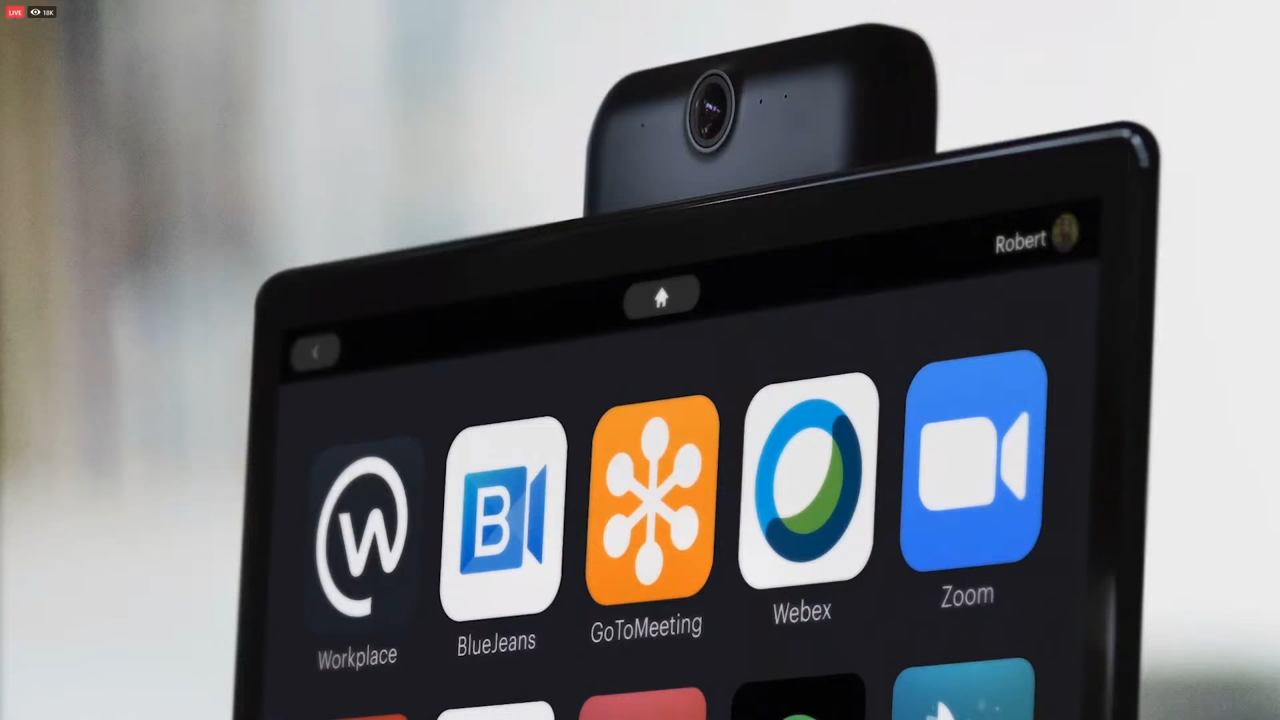 LIVE 18K
Robert
Workplace
BlueJeans
GoToMeeting
Webex
Zoom
W
B